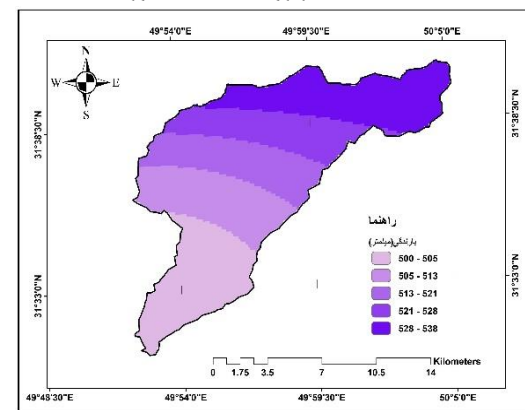 49°54'0"E 49°59'30"E 50°5'0"E
N
W E
S
31°38'30"N 31°38'30"N
راهنما
بارندگی(میلیمتر)
500 - 505
505 - 513
513 - 521
521 - 528
528 - 538
31°33'0"N 31°33'0"N
Kilometers
0 1.75 3.5 7 10.5 14
49°48'30"E 49°54'0"E 49°59'30"E 50°5'0"E